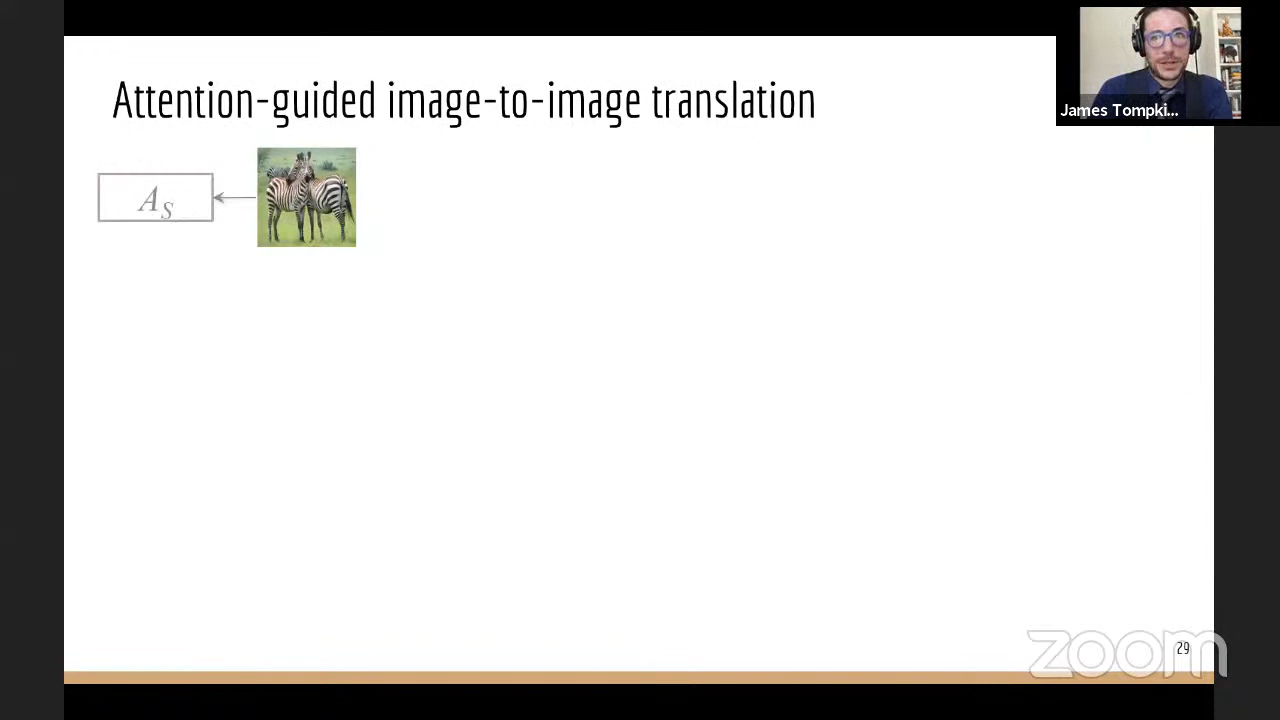 Attention-guided image-to-image translation
James Tompki...
A_S
29
zoom